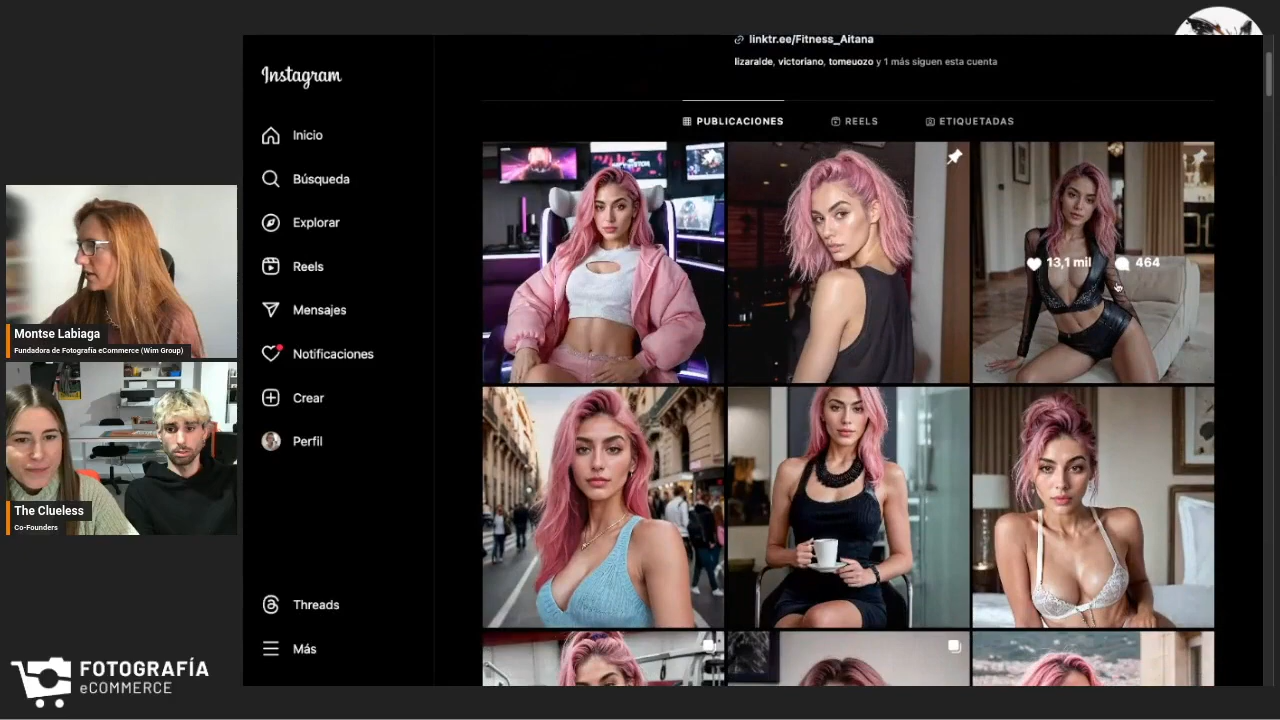 linktr.ee/Fitness_Aitana
lizaralde, victoriano, tomeuozo y 1 más siguen esta cuenta
Instagram
PUBLICACIONES
REELS
ETIQUETADAS
Inicio
Búsqueda
Explorar
Reels
Mensajes
Notificaciones
Crear
Perfil
Threads
Más
13,1 mil
464
Montse Labiaga
Fundadora de Fotografía eCommerce (Wim Group)
The Clueless
Co-Founders
FOTOGRAFÍA
eCOMMERCE